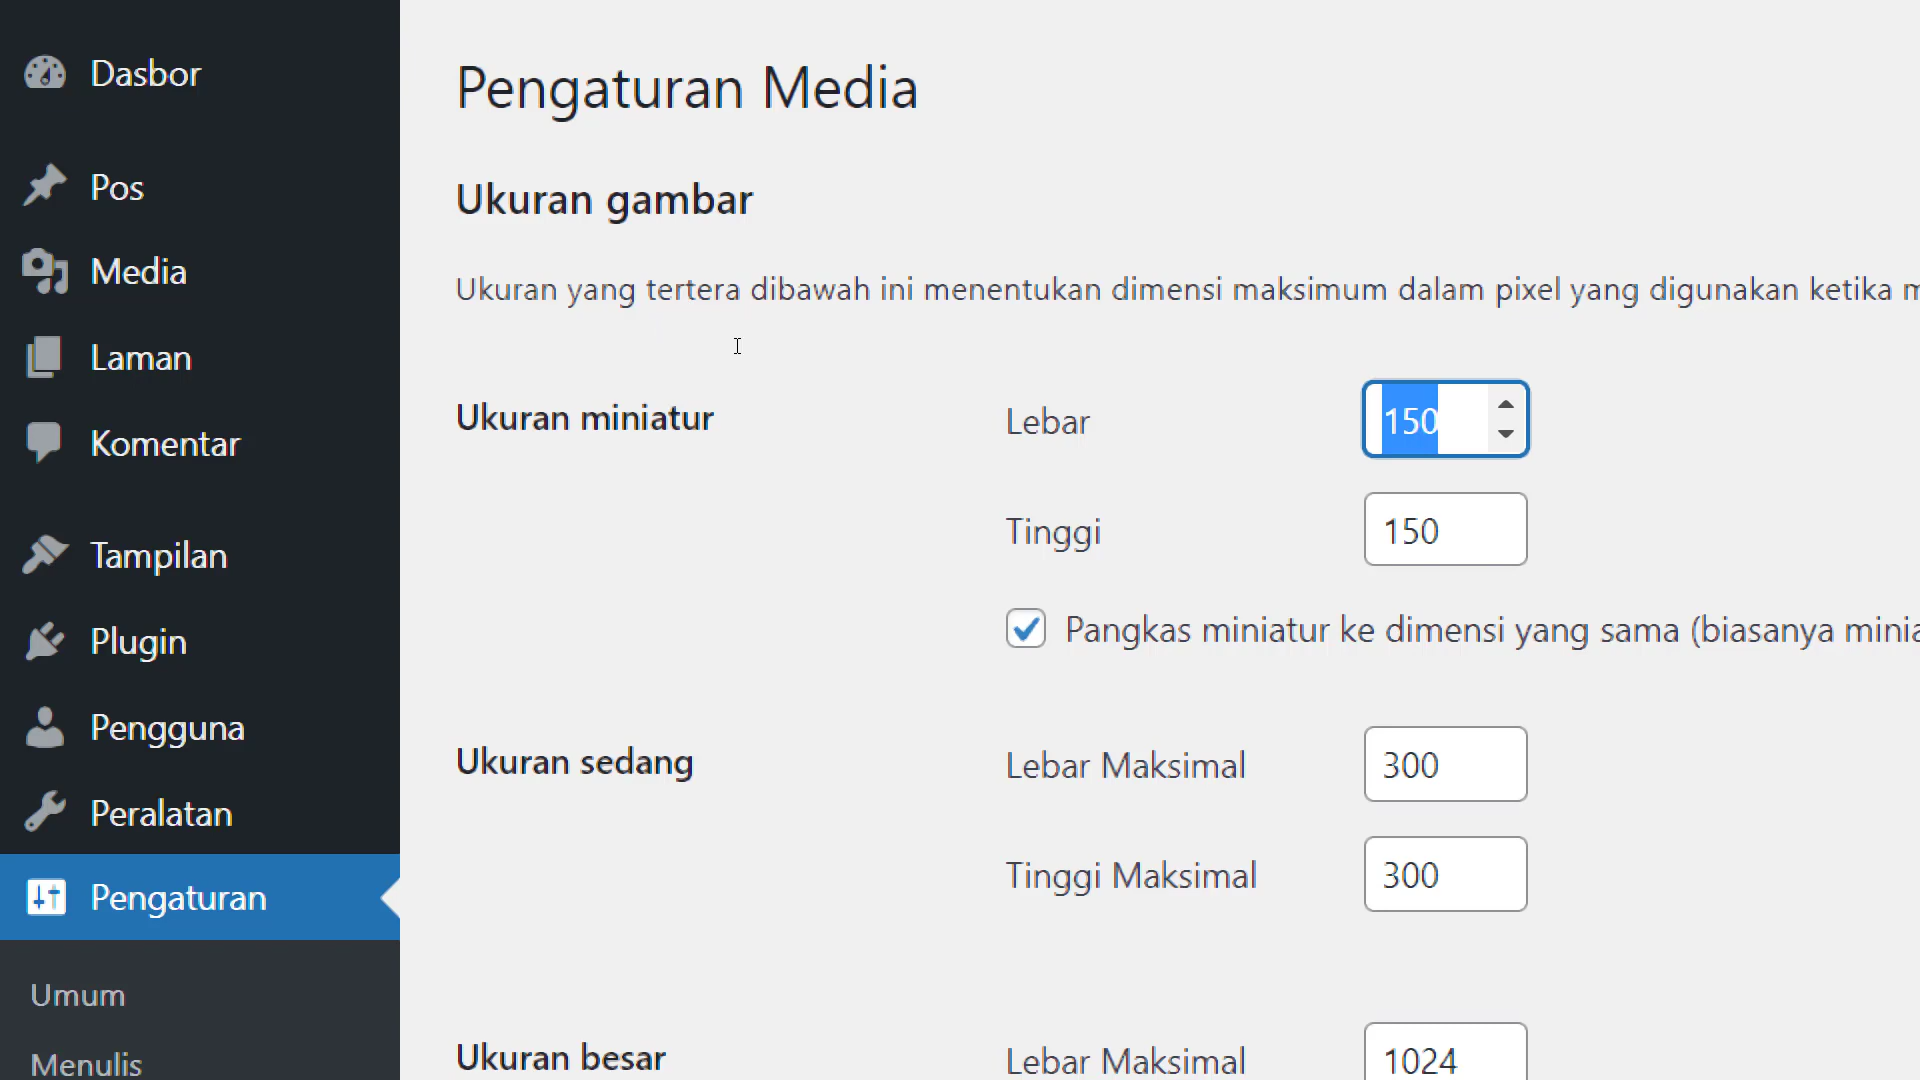 Dasbor
Pos
Media
Laman
Komentar
Tampilan
Plugin
Pengguna
Peralatan
Pengaturan
Umum
Menulis
Pengaturan Media
Ukuran gambar
Ukuran yang tertera dibawah ini menentukan dimensi maksimum dalam pixel yang digunakan ketika
Ukuran miniatur
Lebar 150
Tinggi 150
Pangkas miniatur ke dimensi yang sama (biasanya
Ukuran sedang
Lebar Maksimal 300
Tinggi Maksimal 300
Ukuran besar
Lebar Maksimal 1024